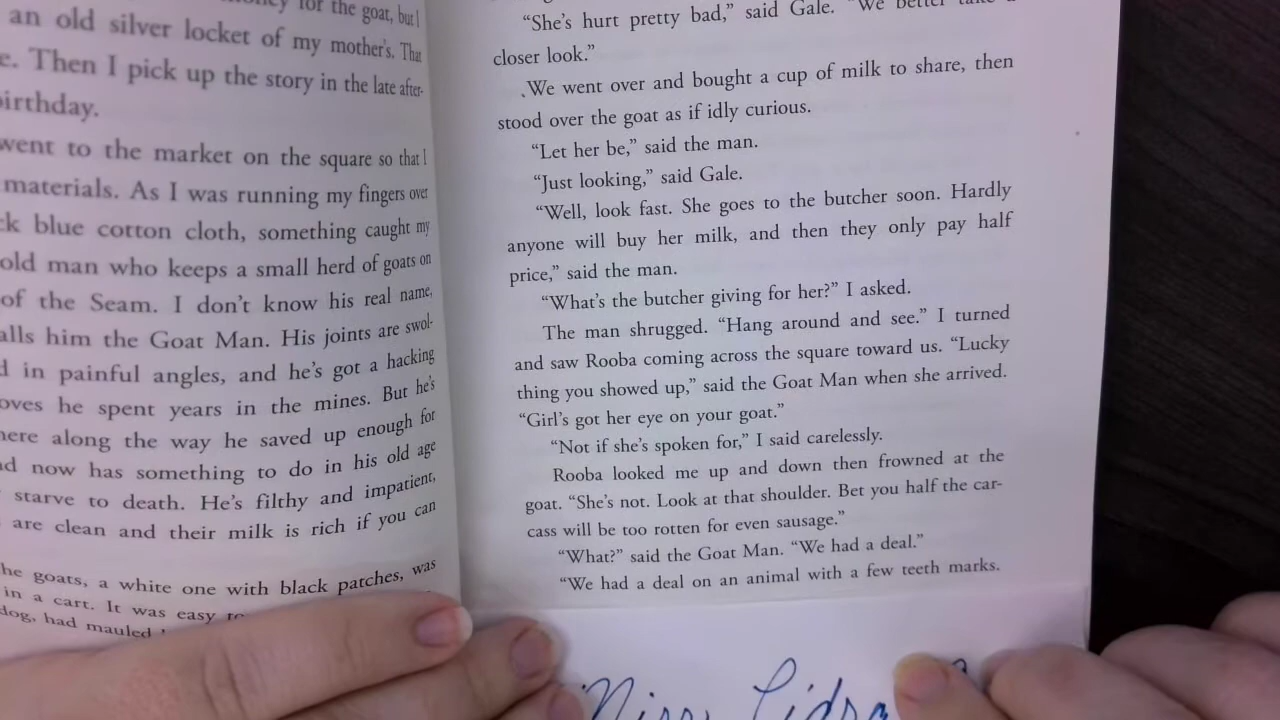 for the goat, but I
an old silver locket of my mother's. That
Then I pick up the story in the late after-
birthday.
went to the market on the square so that I
materials. As I was running my fingers over
blue cotton cloth, something caught my
old man who keeps a small herd of goats on
of the Seam. I don't know his real name,
him the Goat Man. His joints are swol-
in painful angles, and he's got a hacking
he spent years in the mines. But he's
along the way he saved up enough for
now has something to do in his old age
starve to death. He's filthy and impatient,
are clean and their milk is rich if you can
goats, a white one with black patches, was
in a cart. It was easy
dog, had mauled
"She's hurt pretty bad," said Gale. "We better take a
closer look."
We went over and bought a cup of milk to share, then
stood over the goat as if idly curious.
"Let her be," said the man.
"Just looking," said Gale.
"Well, look fast. She goes to the butcher soon. Hardly
anyone will buy her milk, and then they only pay half
price," said the man.
"What's the butcher giving for her?" I asked.
The man shrugged. "Hang around and see." I turned
and saw Rooba coming across the square toward us. "Lucky
thing you showed up," said the Goat Man when she arrived.
"Girl's got her eye on your goat."
"Not if she's spoken for," I said carelessly.
Rooba looked me up and down then frowned at the
goat. "She's not. Look at that shoulder. Bet you half the car-
cass will be too rotten for even sausage."
"What?" said the Goat Man. "We had a deal."
"We had a deal on an animal with a few teeth marks.